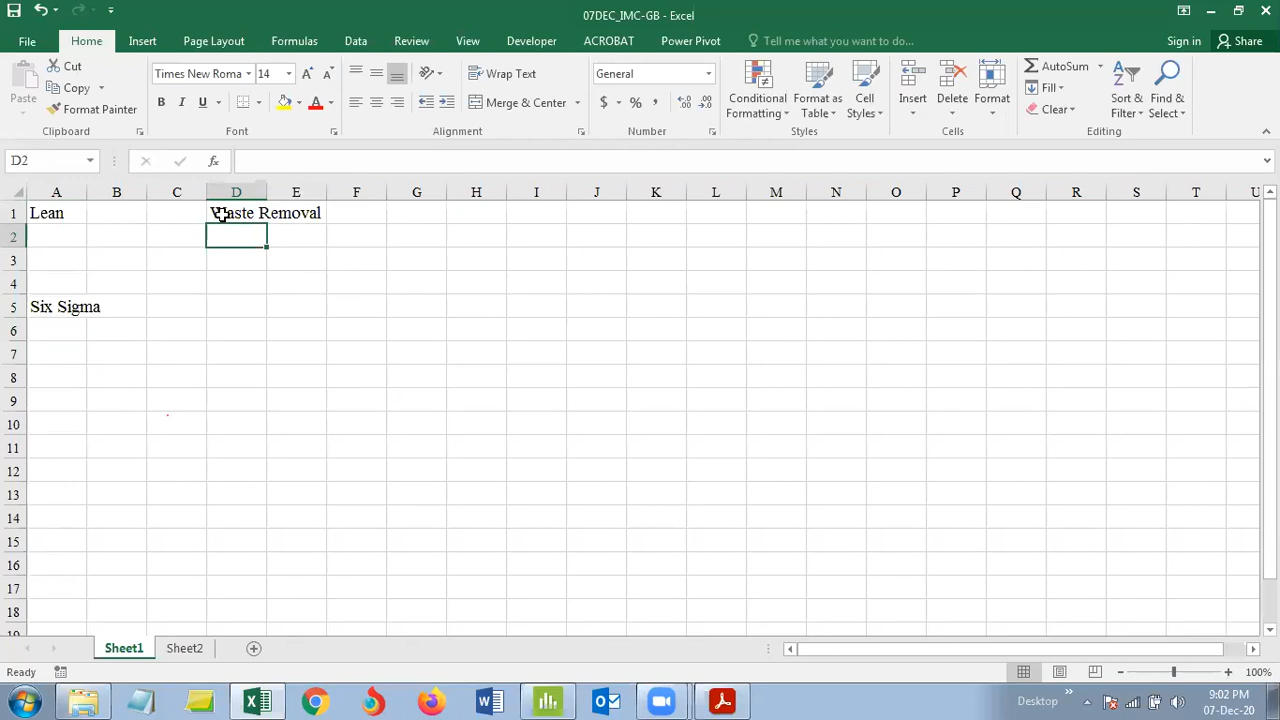 07DEC_IMC-GB - Excel
File Home Insert Page Layout Formulas Data Review View Developer ACROBAT Power Pivot Tell me what you want to do... Sign in Share
Paste
Cut
Copy
Format Painter
Clipboard
Times New Roma 14
B I U
Font
Wrap Text
Merge & Center
Alignment
General
$ % ,
Number
Conditional Formatting
Format as Table
Cell Styles
Styles
Insert
Delete
Format
Cells
AutoSum
Fill
Clear
Sort & Filter
Find & Select
Editing
D2
fx
A B C D E F G H I J K L M N O P Q R S T U
1 Lean Waste Removal
2
3
4
5 Six Sigma
6
7
8
9
10
11
12
13
14
15
16
17
18
19
Sheet1 Sheet2
Ready 100%
Desktop
9:02 PM
07-Dec-20